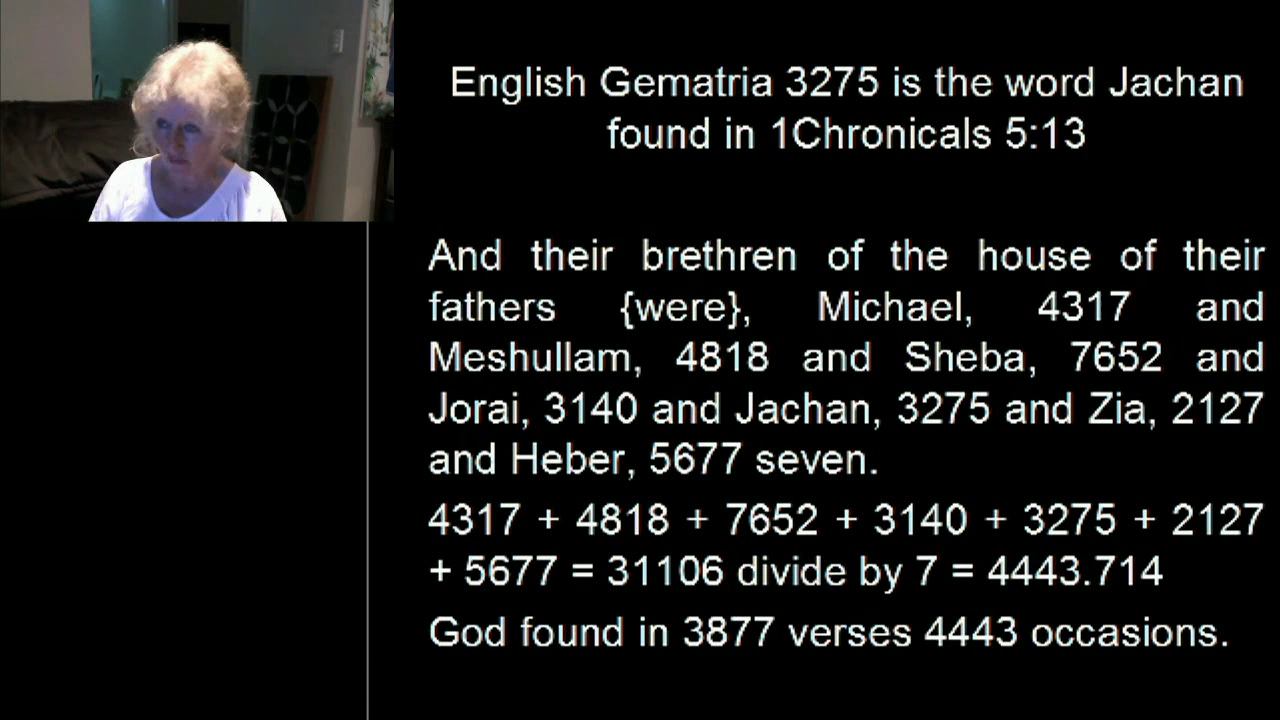 English Gematria 3275 is the word Jachan
found in 1Chronicals 5:13
And their brethren of the house of their
fathers {were}, Michael, 4317 and
Meshullam, 4818 and Sheba, 7652 and
Jorai, 3140 and Jachan, 3275 and Zia, 2127
and Heber, 5677 seven.
4317 + 4818 + 7652 + 3140 + 3275 + 2127
+ 5677 = 31106 divide by 7 = 4443.714
God found in 3877 verses 4443 occasions.